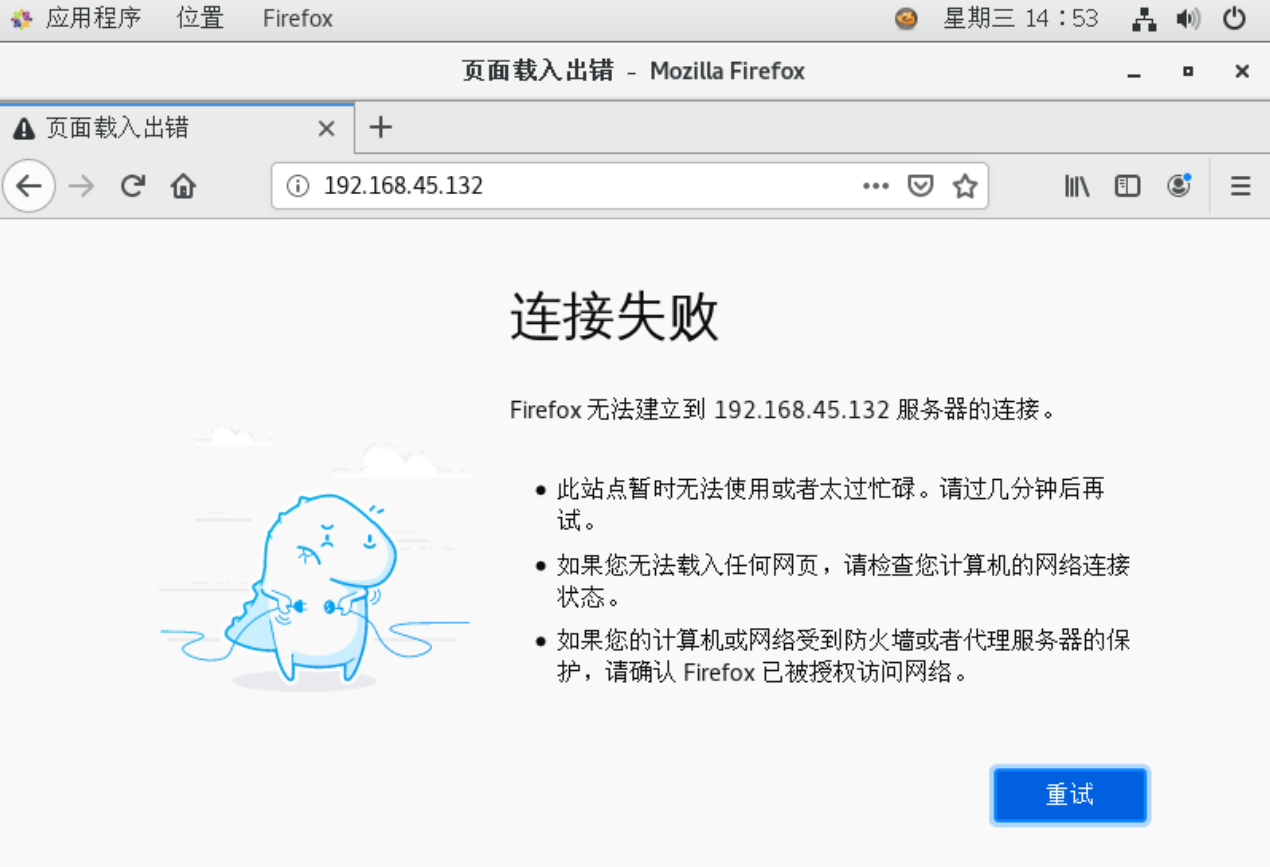 应用程序 位置 Firefox 星期三 14：53
页面载入出错 - Mozilla Firefox
页面载入出错
192.168.45.132
连接失败
Firefox 无法建立到 192.168.45.132 服务器的连接。
此站点暂时无法使用或者太过忙碌。请过几分钟后再
试。
如果您无法载入任何网页，请检查您计算机的网络连接
状态。
如果您的计算机或网络受到防火墙或者代理服务器的保
护，请确认 Firefox 已被授权访问网络。
重试